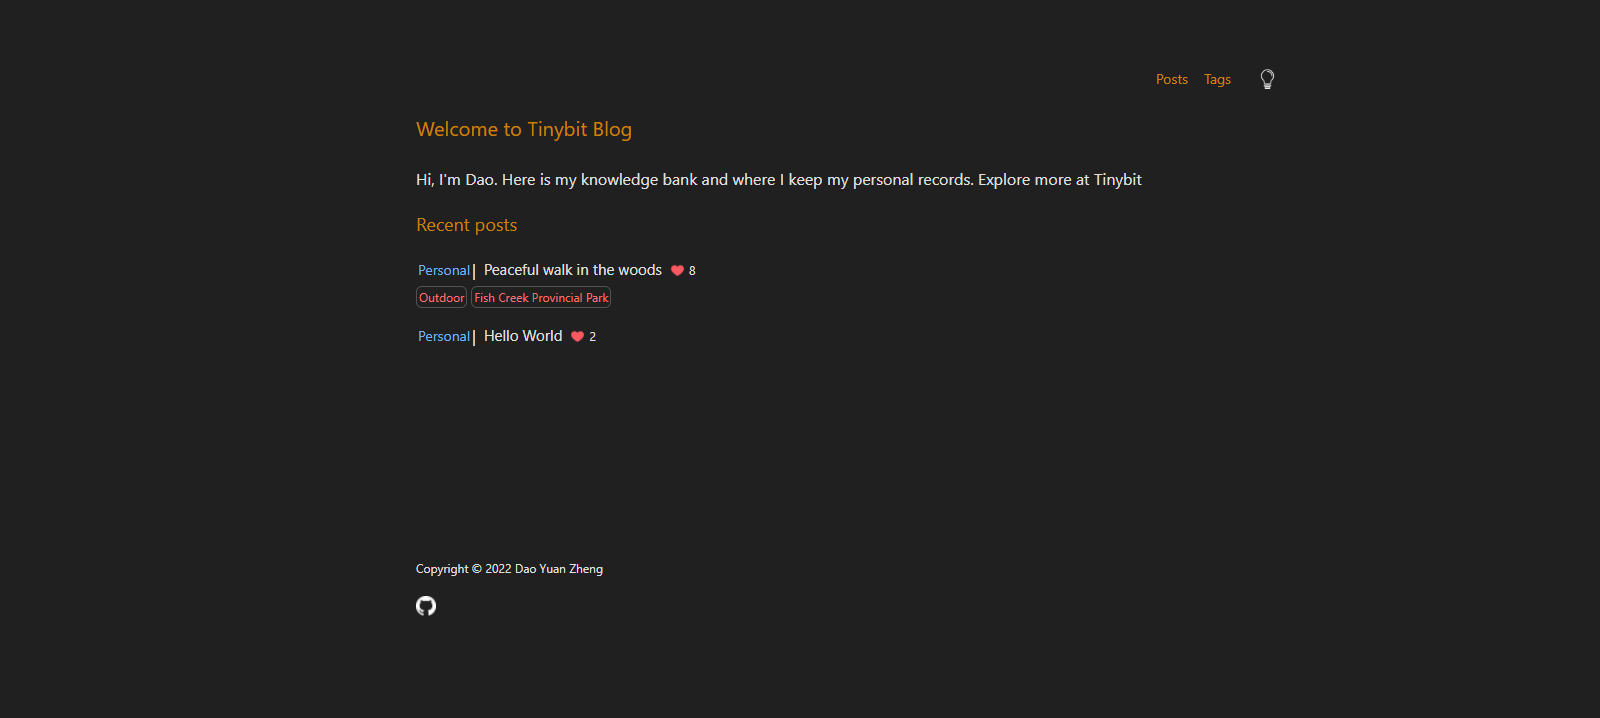 Posts Tags
Welcome to Tinybit Blog
Hi, I'm Dao. Here is my knowledge bank and where I keep my personal records. Explore more at Tinybit
Recent posts
Personal | Peaceful walk in the woods 8
Outdoor Fish Creek Provincial Park
Personal | Hello World 2
Copyright © 2022 Dao Yuan Zheng